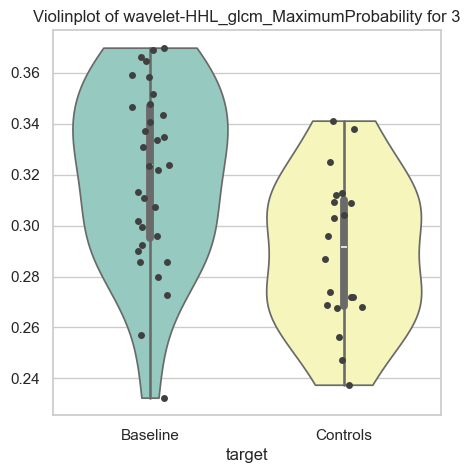 Violinplot of wavelet-HHL_glcm_MaximumProbability for 3
0.36
0.34
0.32
0.30
0.28
0.26
0.24
Baseline
Controls
target